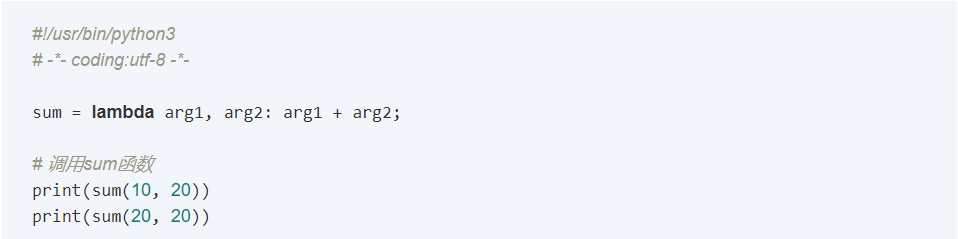 #!/usr/bin/python3
# -*- coding:utf-8 -*-
sum = lambda arg1, arg2: arg1 + arg2;
# 调用sum函数
print(sum(10, 20))
print(sum(20, 20))